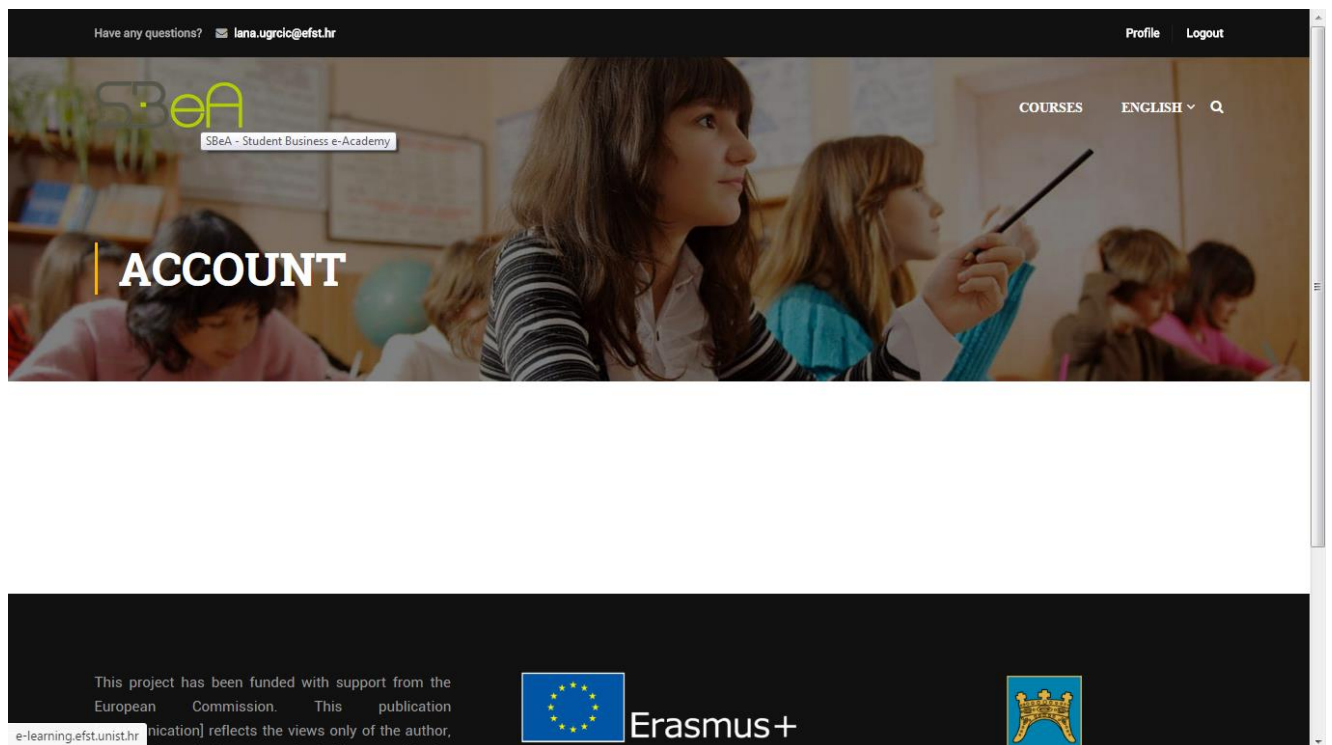 Have any questions? lana.ugrcic@efst.hr Profile Logout
SBeA COURSES ENGLISH
SBeA - Student Business e-Academy
ACCOUNT
This project has been funded with support from the
European Commission. This publication
nication] reflects the views only of the author,
Erasmus+
e-learning.efst.unist.hr